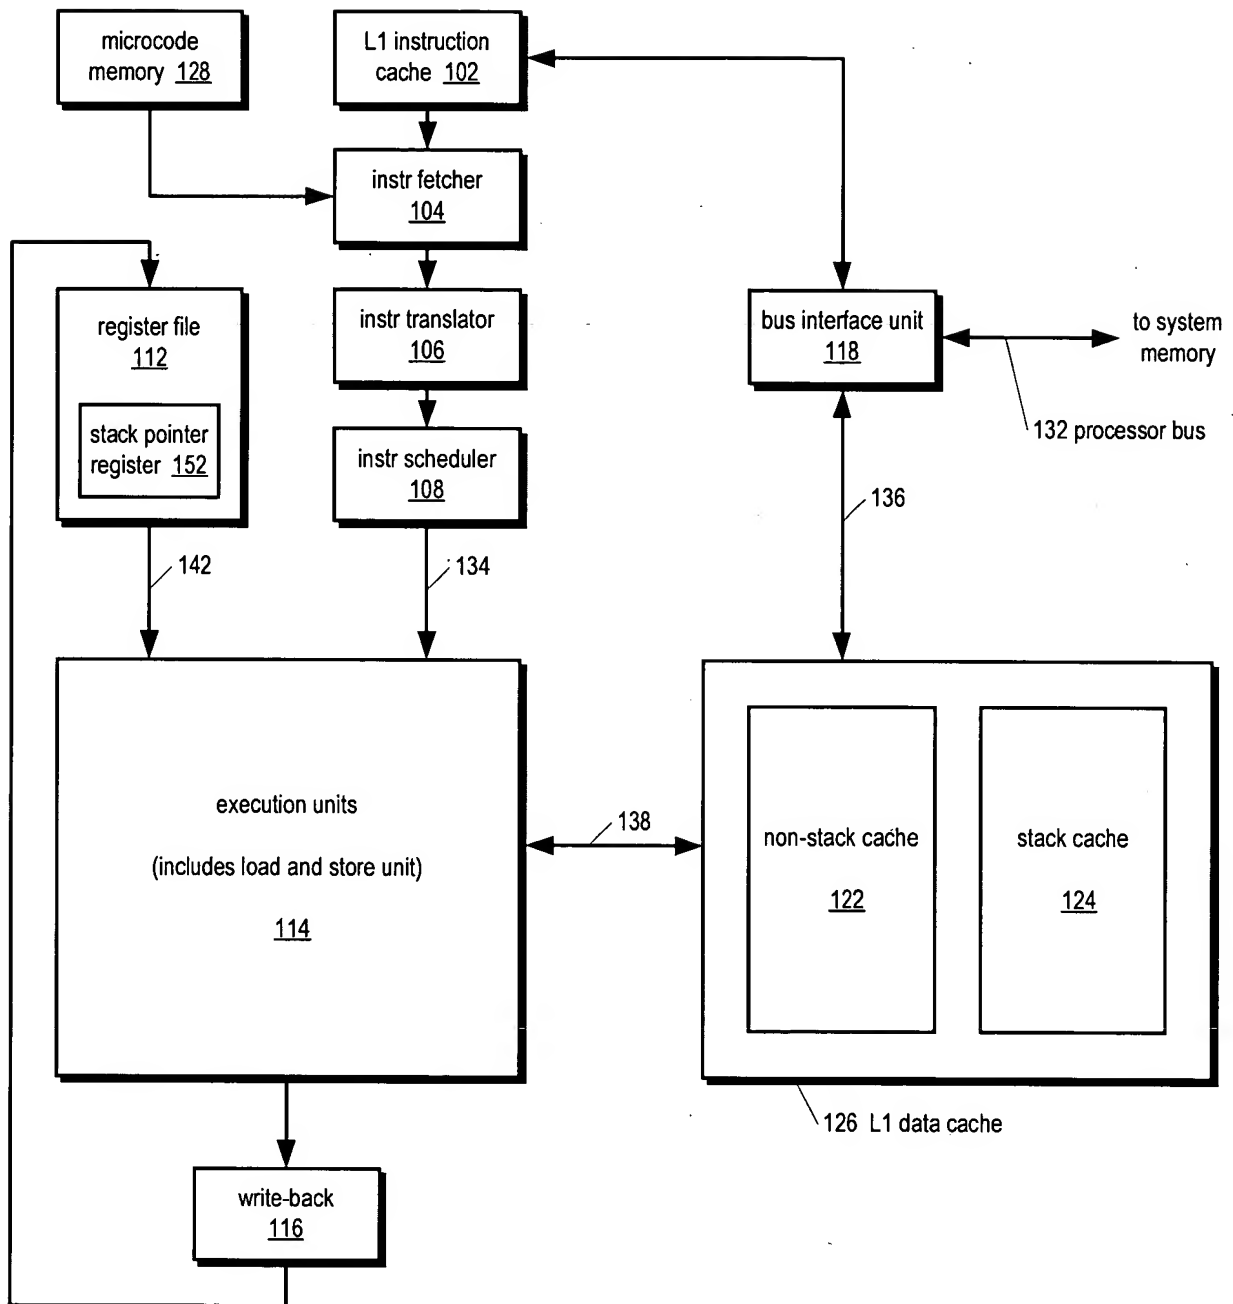 microcode
memory 128
L1 instruction
cache 102
instr fetcher
104
register file
112
stack pointer
register 152
instr translator
106
instr scheduler
108
bus interface unit
118
to system
memory
132 processor bus
136
142
134
execution units
(includes load and store unit)
114
138
non-stack cache
122
stack cache
124
126 L1 data cache
write-back
116